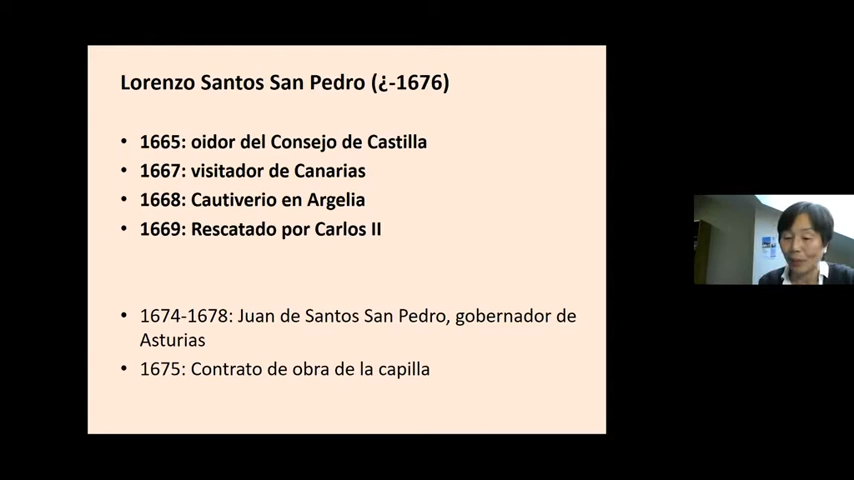 Lorenzo Santos San Pedro (¿-1676)
• 1665: oidor del Consejo de Castilla
• 1667: visitador de Canarias
• 1668: Cautiverio en Argelia
• 1669: Rescatado por Carlos II
• 1674-1678: Juan de Santos San Pedro, gobernador de
Asturias
• 1675: Contrato de obra de la capilla